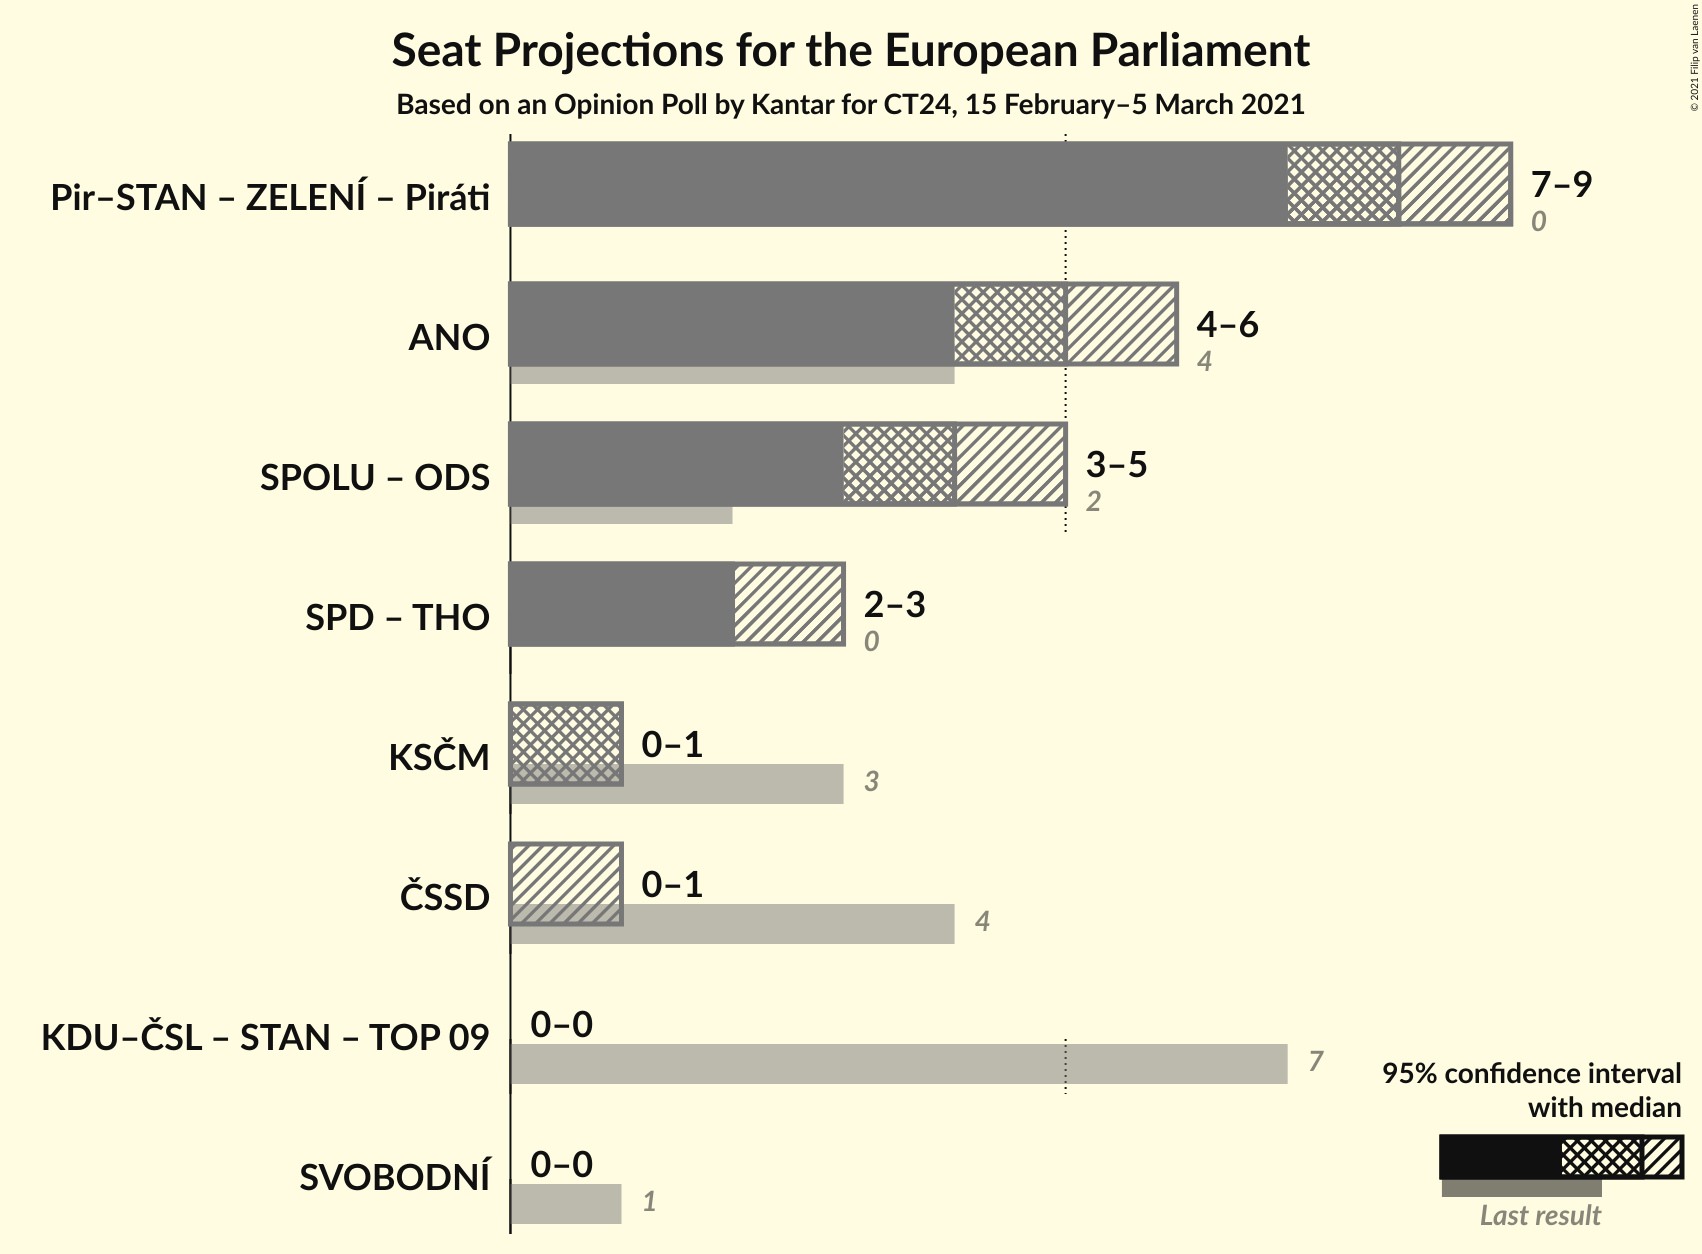 Seat Projections for the European Parliament
Based on an Opinion Poll by Kantar for CT24, 15 February–5 March 2021
© 2021 Filip van Laenen
Pir–STAN – ZELENÍ – Piráti
7–9
0
ANO
4–6
4
SPOLU – ODS
3–5
2
SPD – THO
2–3
0
KSČM
0–1
3
ČSSD
0–1
4
KDU–ČSL – STAN – TOP 09
0–0
7
SVOBODNÍ
0–0
1
95% confidence interval
with median
Last result